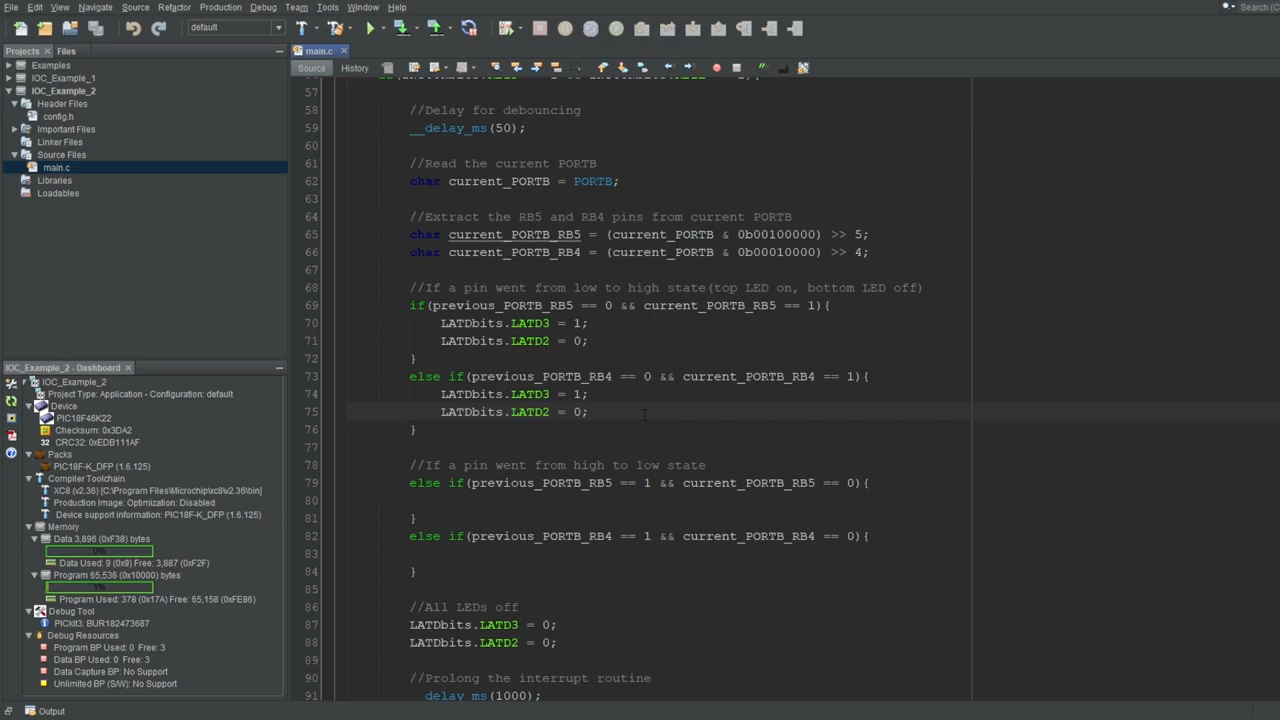 File Edit View Navigate Source Refactor Production Debug Team Tools Window Help
Search (C
default
Projects Files
main.c
Source History
Examples
IOC_Example_1
IOC_Example_2
Header Files
config.h
Important Files
Linker Files
Source Files
main.c
Libraries
Loadables
IOC_Example_2 - Dashboard
IOC_Example_2
Project Type: Application - Configuration: default
Device
PIC18F46K22
Checksum: 0x3DA2
CRC32: 0xEDB111AF
Packs
PIC18F-K_DFP (1.6.125)
Compiler Toolchain
XC8 (v2.36) [C:\Program Files\Microchip\xc8\v2.36\bin]
Production Image: Optimization: Disabled
Device support information: PIC18F-K_DFP (1.6.125)
Memory
Data 3,896 (0xF38) bytes
0%
Data Used: 9 (0x9) Free: 3,887 (0xF2F)
Program 65,536 (0x10000) bytes
1%
Program Used: 378 (0x17A) Free: 65,158 (0xFE86)
Debug Tool
PICkit3: BUR182473687
Debug Resources
Program BP Used: 0 Free: 3
Data BP Used: 0 Free: 3
Data Capture BP: No Support
Unlimited BP (S/W): No Support
57
58 //Delay for debouncing
59 __delay_ms(50);
60
61 //Read the current PORTB
62 char current_PORTB = PORTB;
63
64 //Extract the RB5 and RB4 pins from current PORTB
65 char current_PORTB_RB5 = (current_PORTB & 0b00100000) >> 5;
66 char current_PORTB_RB4 = (current_PORTB & 0b00010000) >> 4;
67
68 //If a pin went from low to high state(top LED on, bottom LED off)
69 if(previous_PORTB_RB5 == 0 && current_PORTB_RB5 == 1){
70 LATDbits.LATD3 = 1;
71 LATDbits.LATD2 = 0;
72 }
73 else if(previous_PORTB_RB4 == 0 && current_PORTB_RB4 == 1){
74 LATDbits.LATD3 = 1;
75 LATDbits.LATD2 = 0;
76 }
77
78 //If a pin went from high to low state
79 else if(previous_PORTB_RB5 == 1 && current_PORTB_RB5 == 0){
80
81 }
82 else if(previous_PORTB_RB4 == 1 && current_PORTB_RB4 == 0){
83
84 }
85
86 //All LEDs off
87 LATDbits.LATD3 = 0;
88 LATDbits.LATD2 = 0;
89
90 //Prolong the interrupt routine
91 __delay_ms(1000);
Output